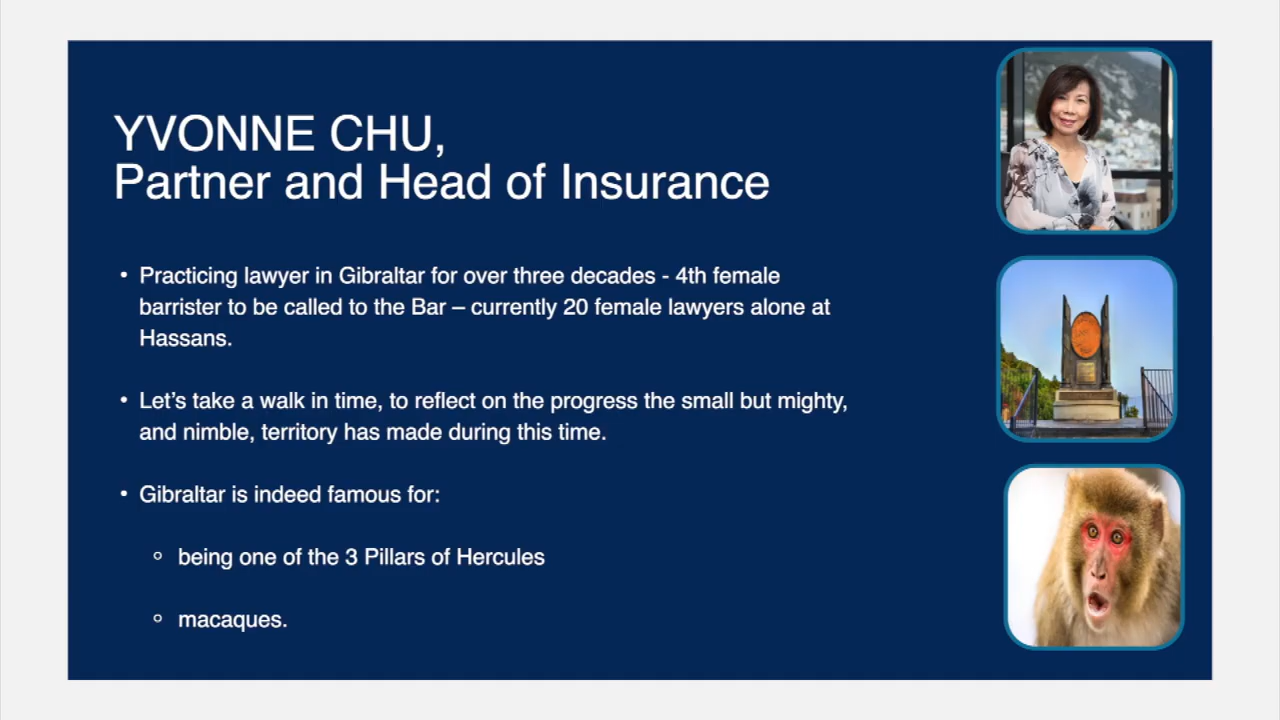 YVONNE CHU,
Partner and Head of Insurance
• Practicing lawyer in Gibraltar for over three decades - 4th female
barrister to be called to the Bar – currently 20 female lawyers alone at
Hassans.
• Let’s take a walk in time, to reflect on the progress the small but mighty,
and nimble, territory has made during this time.
• Gibraltar is indeed famous for:
○ being one of the 3 Pillars of Hercules
○ macaques.